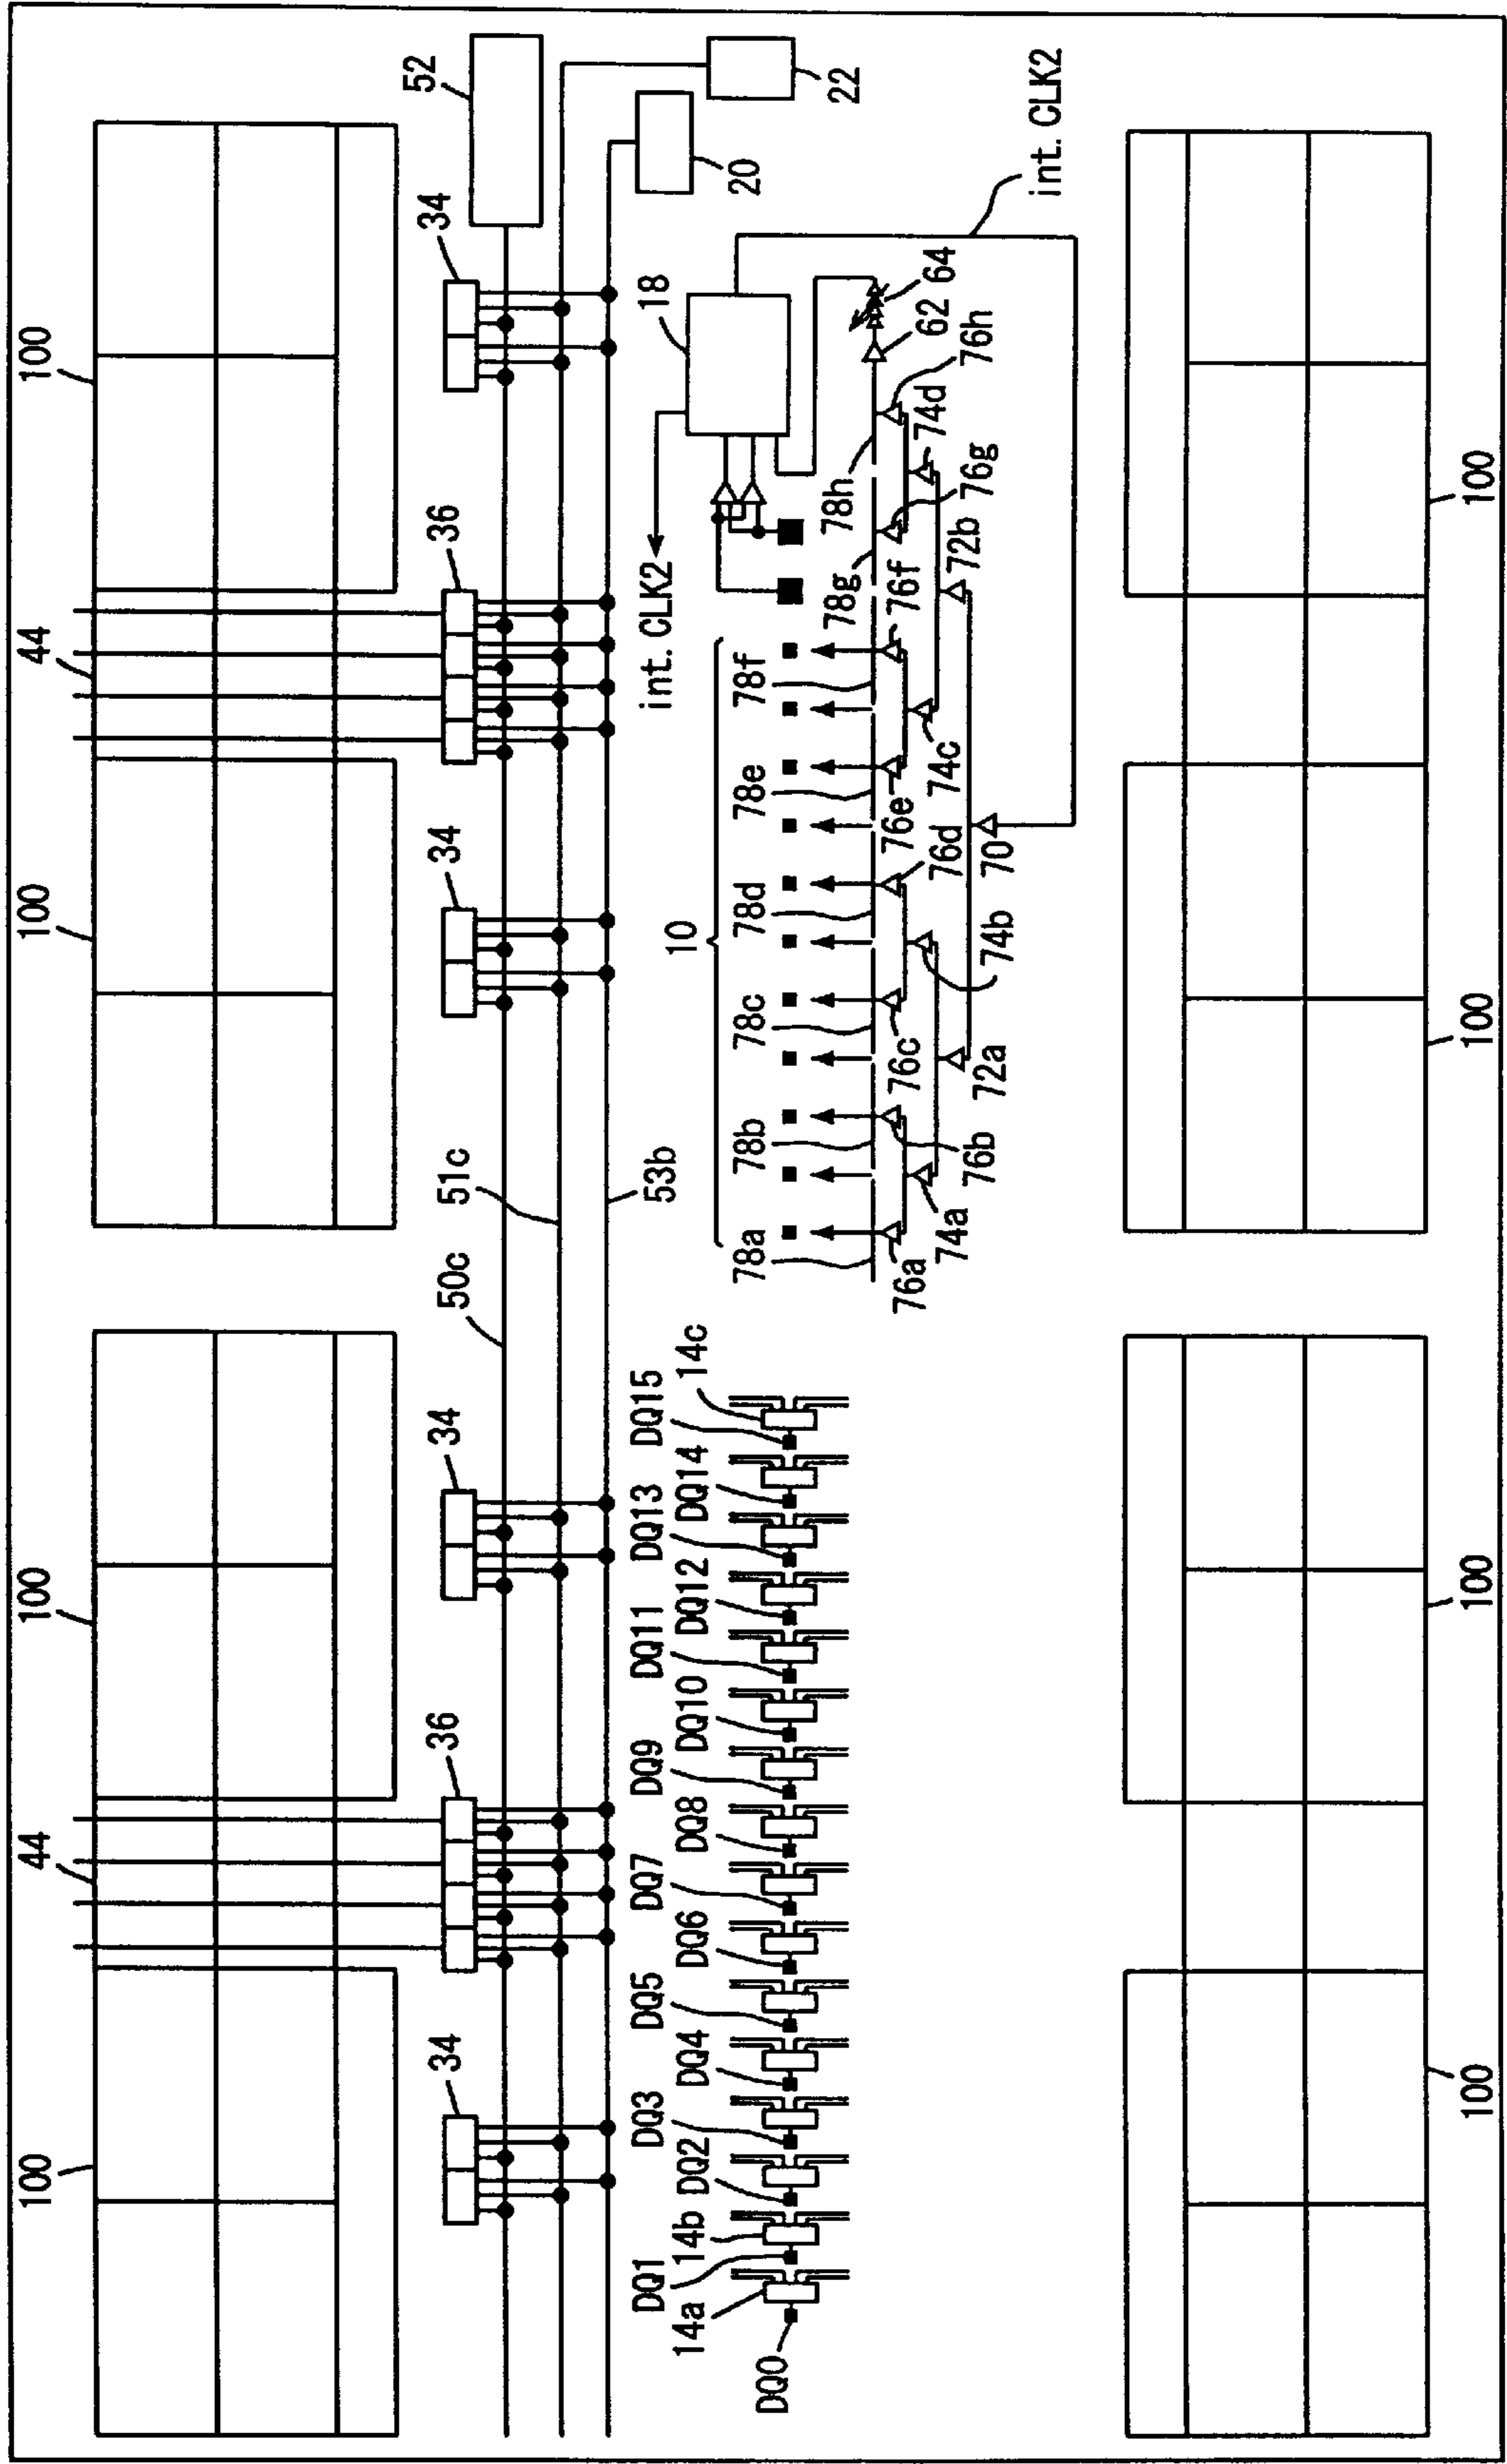 100
44
100
100
44
100
34
36
34
50c
51c
34
36
34
52
53b
DQ1
DQ3
DQ5
DQ7
DQ9
DQ11
DQ13
DQ15
14a
14b
DQ2
DQ4
DQ6
DQ8
DQ10
DQ12
DQ14
14c
DQ0
10
int. CLK2
18
20
22
78a
78b
78c
78d
78e
78f
78g
78h
76a
76b
76c
76d
76e
76f
76g
76h
62
64
74a
74b
74c
74d
72a
72b
70
int. CLK2
100
100
100
100